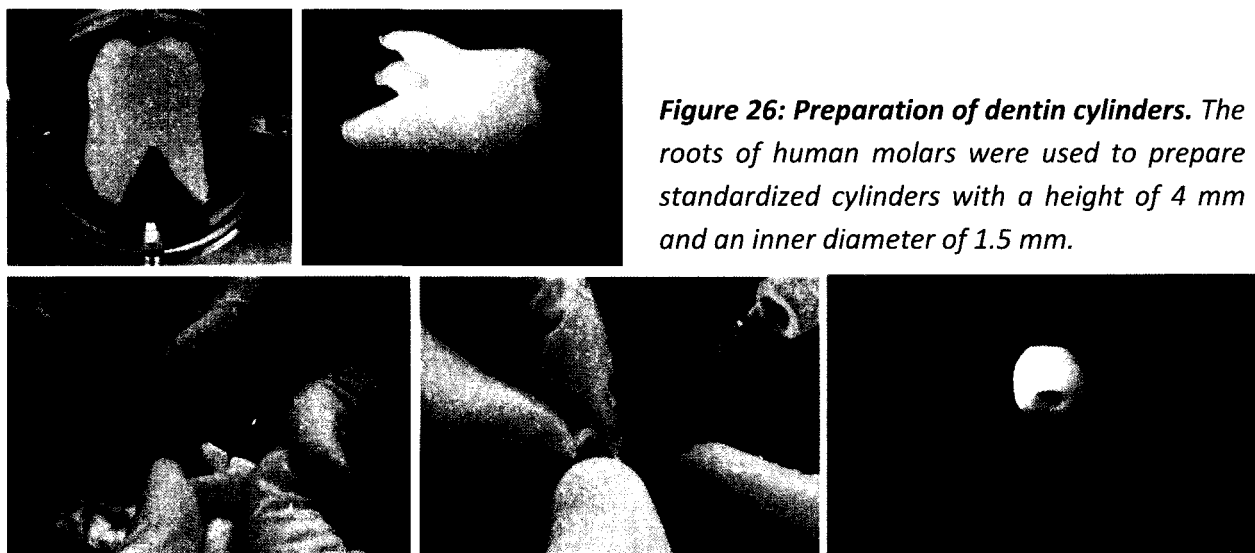 Figure 26: Preparation of dentin cylinders. The
roots of human molars were used to prepare
standardized cylinders with a height of 4 mm
and an inner diameter of 1.5 mm.